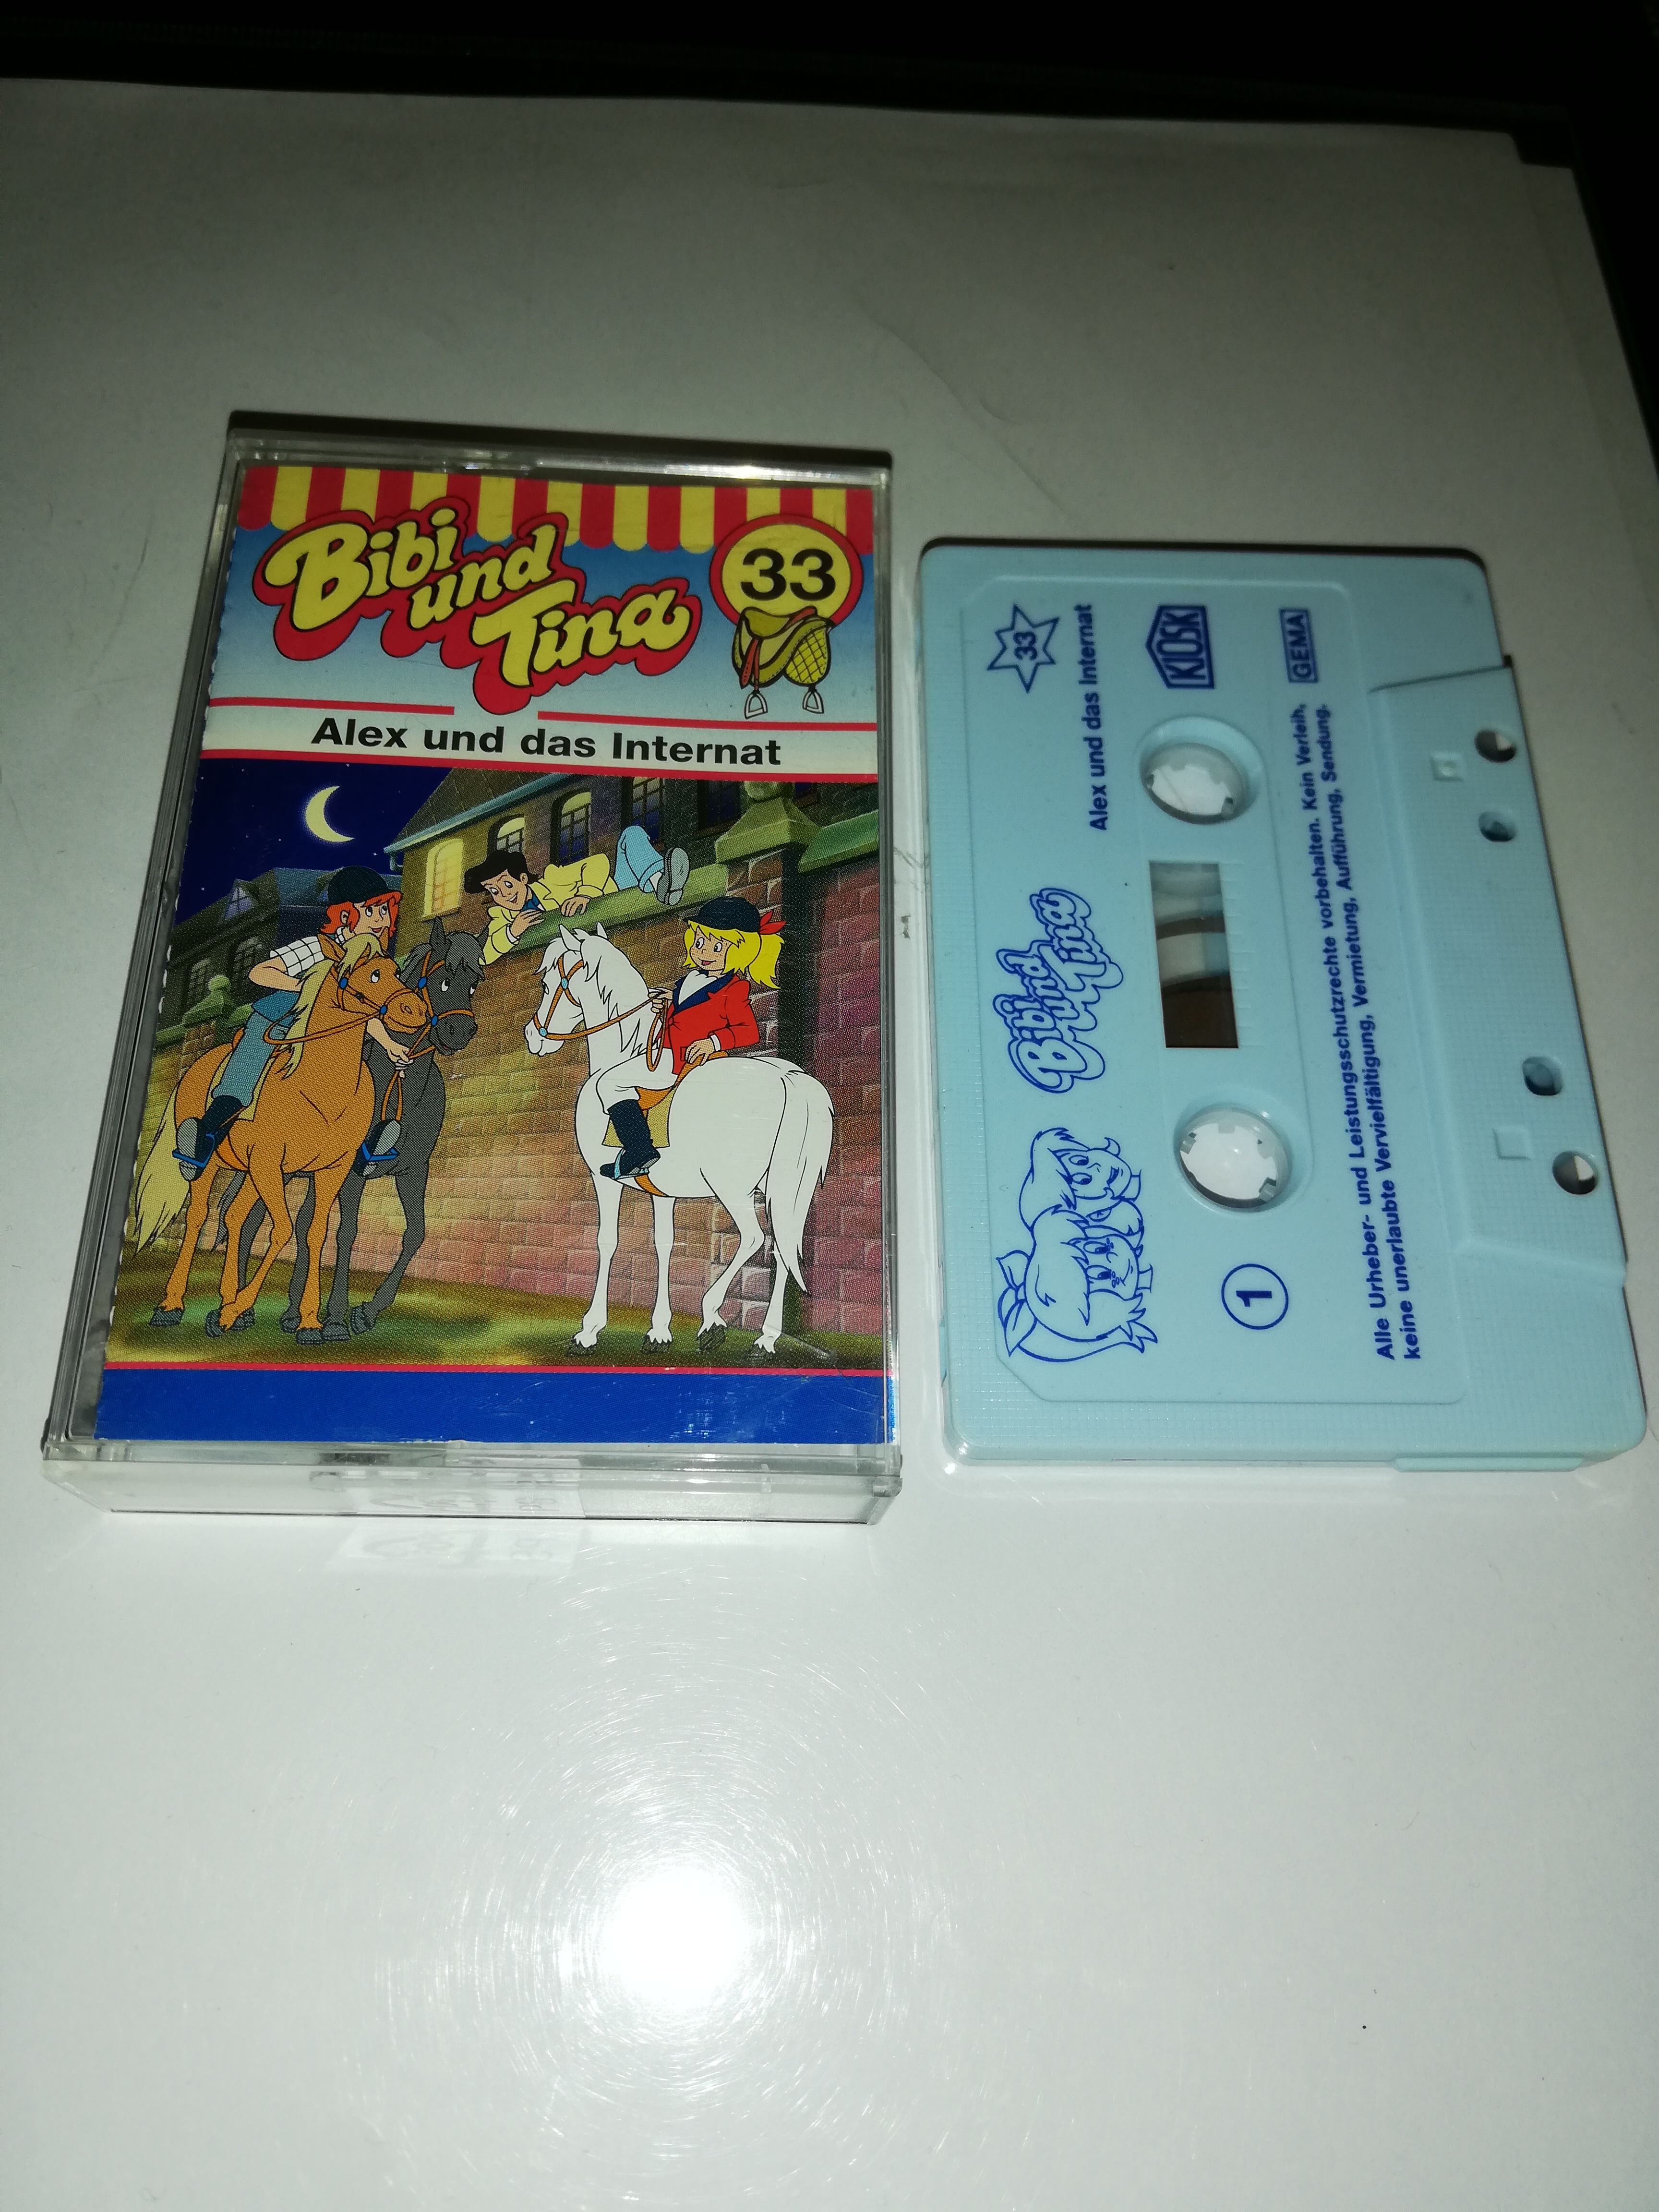 Bibi
und
Tina
33
Alex und das Internat
33
Alex und das Internat
KIOSK
GEMA
Bibi
und
Tina
1
Alle Urheber- und Leistungsschutzrechte vorbehalten. Kein Verleih,
keine unerlaubte Vervielfältigung, Vermietung, Aufführung, Sendung.